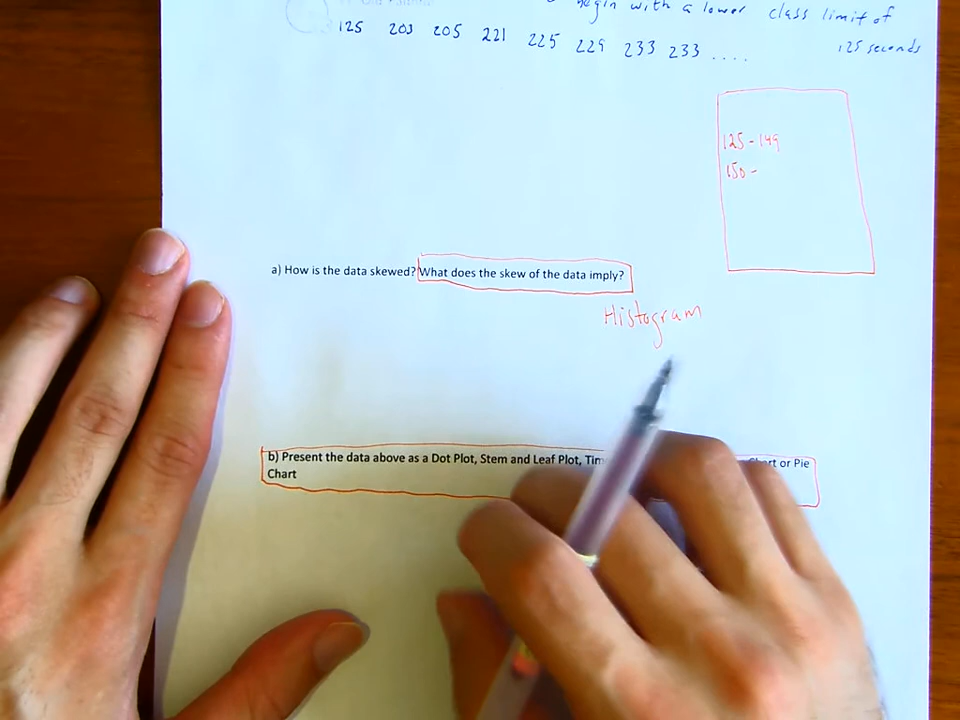 begin with a lower class limit of
125 203 205 221 225 229 233 233 .... 125 seconds
125-149
150-
a) How is the data skewed? What does the skew of the data imply?
Histogram
b) Present the data above as a Dot Plot, Stem and Leaf Plot, Chart or Pie
Chart